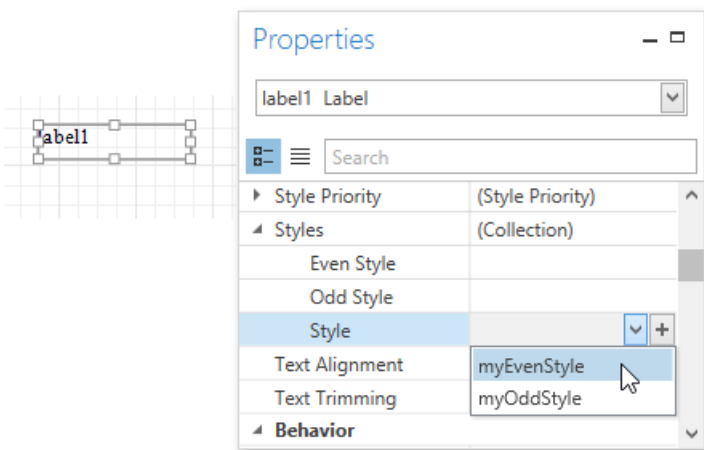 Properties
label1 Label
label1
Search
Style Priority (Style Priority)
Styles (Collection)
Even Style
Odd Style
Style
Text Alignment myEvenStyle
Text Trimming myOddStyle
Behavior